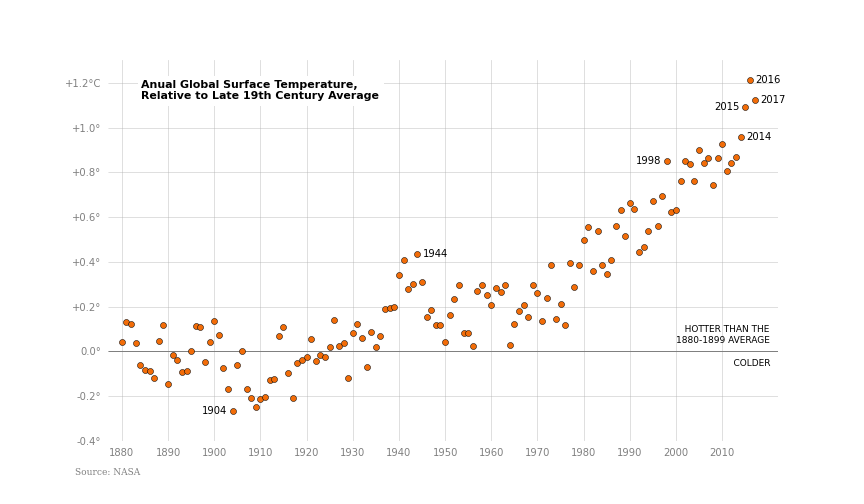 Anual Global Surface Temperature,
Relative to Late 19th Century Average
+1.2°C
+1.0°
+0.8°
+0.6°
+0.4°
+0.2°
0.0°
-0.2°
-0.4°
2016
2017
2015
2014
1998
1944
1904
HOTTER THAN THE
1880-1899 AVERAGE
COLDER
1880 1890 1900 1910 1920 1930 1940 1950 1960 1970 1980 1990 2000 2010
Source: NASA